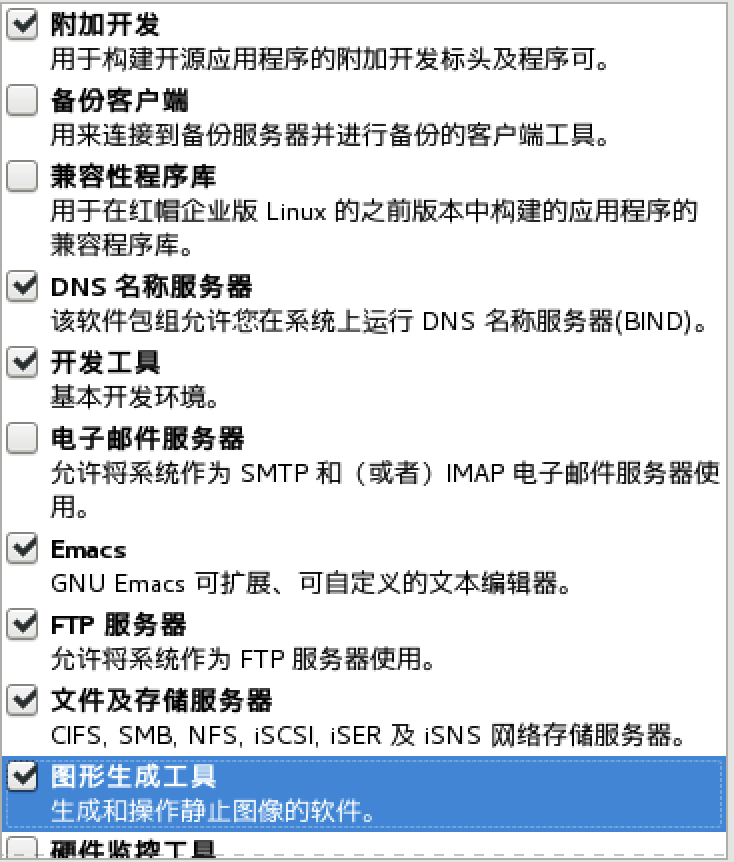 附加开发
用于构建开源应用程序的附加开发标头及程序可。
备份客户端
用来连接到备份服务器并进行备份的客户端工具。
兼容性程序库
用于在红帽企业版 Linux 的之前版本中构建的应用程序的
兼容程序库。
DNS 名称服务器
该软件包组允许您在系统上运行 DNS 名称服务器(BIND)。
开发工具
基本开发环境。
电子邮件服务器
允许将系统作为 SMTP 和（或者）IMAP 电子邮件服务器使
用。
Emacs
GNU Emacs 可扩展、可自定义的文本编辑器。
FTP 服务器
允许将系统作为 FTP 服务器使用。
文件及存储服务器
CIFS, SMB, NFS, iSCSI, iSER 及 iSNS 网络存储服务器。
图形生成工具
生成和操作静止图像的软件。
硬件监控工具